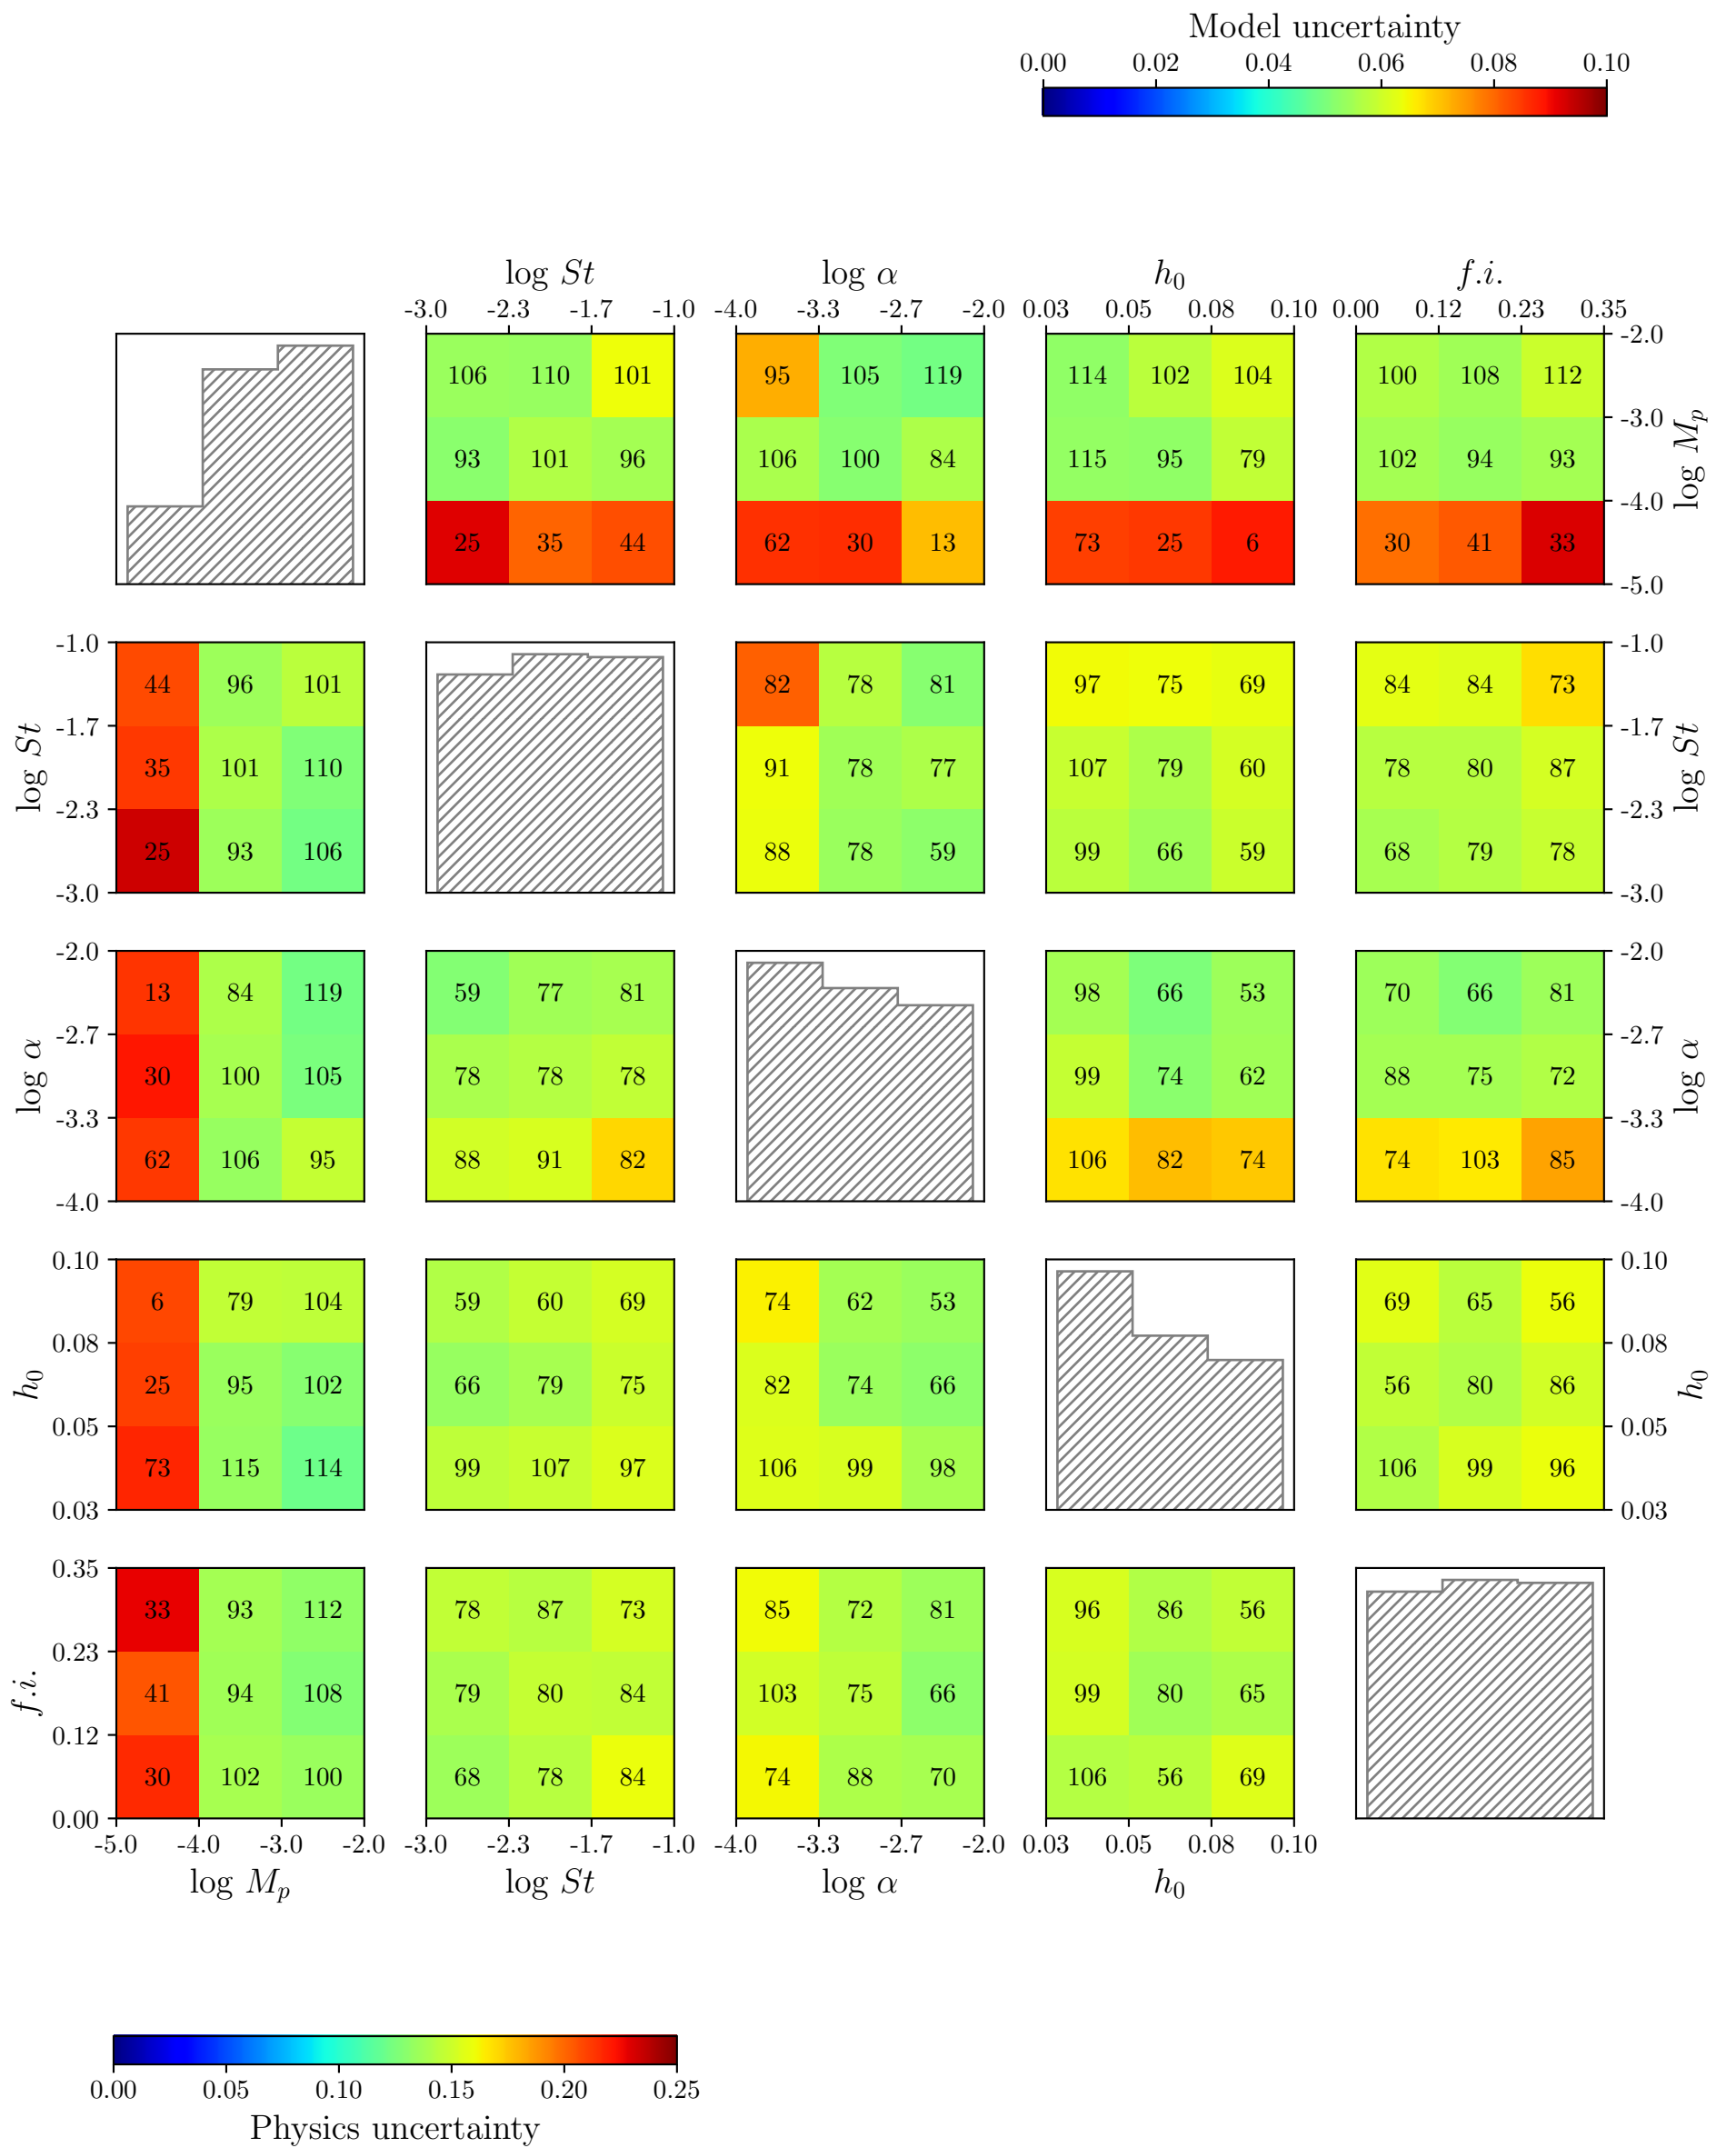 Model uncertainty
0.00 0.02 0.04 0.06 0.08 0.10
log St log α h₀ f.i.
-3.0 -2.3 -1.7 -1.0 -4.0 -3.3 -2.7 -2.0 0.03 0.05 0.08 0.10 0.00 0.12 0.23 0.35
-2.0
106 110 101 95 105 119 114 102 104 100 108 112
-3.0
log Mₚ
93 101 96 106 100 84 115 95 79 102 94 93
-4.0
25 35 44 62 30 13 73 25 6 30 41 33
-5.0
-1.0 -1.0
44 96 101 82 78 81 97 75 69 84 84 73
-1.7 -1.7
log St log St
35 101 110 91 78 77 107 79 60 78 80 87
-2.3 -2.3
25 93 106 88 78 59 99 66 59 68 79 78
-3.0 -3.0
-2.0 -2.0
13 84 119 59 77 81 98 66 53 70 66 81
-2.7 -2.7
log α log α
30 100 105 78 78 78 99 74 62 88 75 72
-3.3 -3.3
62 106 95 88 91 82 106 82 74 74 103 85
-4.0 -4.0
0.10 0.10
6 79 104 59 60 69 74 62 53 69 65 56
0.08 0.08
h₀ h₀
25 95 102 66 79 75 82 74 66 56 80 86
0.05 0.05
73 115 114 99 107 97 106 99 98 106 99 96
0.03 0.03
0.35
33 93 112 78 87 73 85 72 81 96 86 56
0.23
f.i.
41 94 108 79 80 84 103 75 66 99 80 65
0.12
30 102 100 68 78 84 74 88 70 106 56 69
0.00
-5.0 -4.0 -3.0 -2.0 -3.0 -2.3 -1.7 -1.0 -4.0 -3.3 -2.7 -2.0 0.03 0.05 0.08 0.10
log Mₚ log St log α h₀
0.00 0.05 0.10 0.15 0.20 0.25
Physics uncertainty